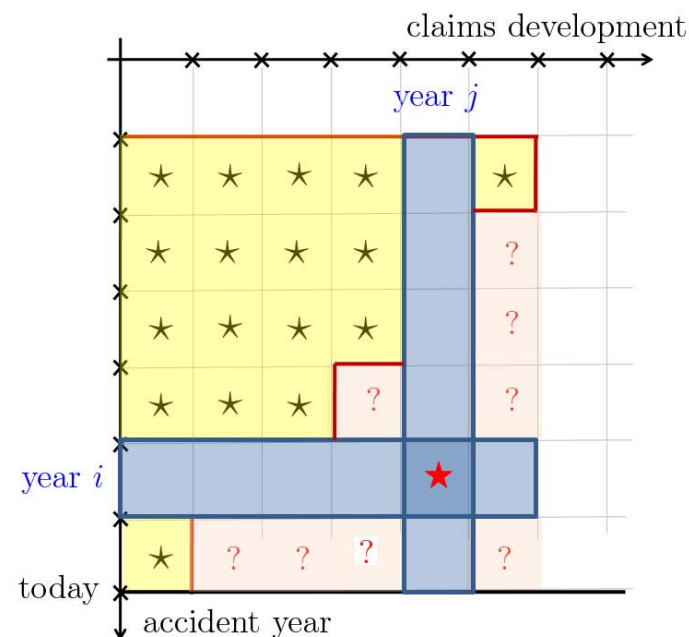 claims development
year j
?
?
?
?
year i
? ? ? ?
today
accident year